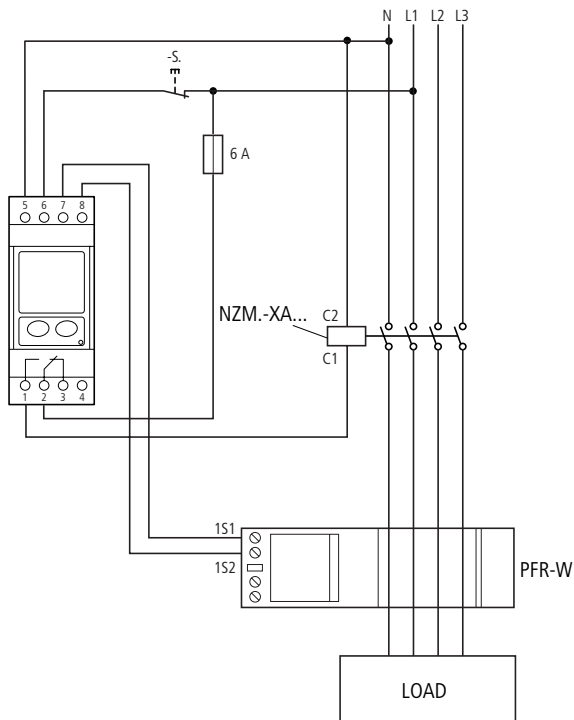 N L1 L2 L3
-S.
6 A
5 6 7 8
NZM.-XA...
C2
C1
1 2 3 4
1S1
1S2
PFR-W
LOAD